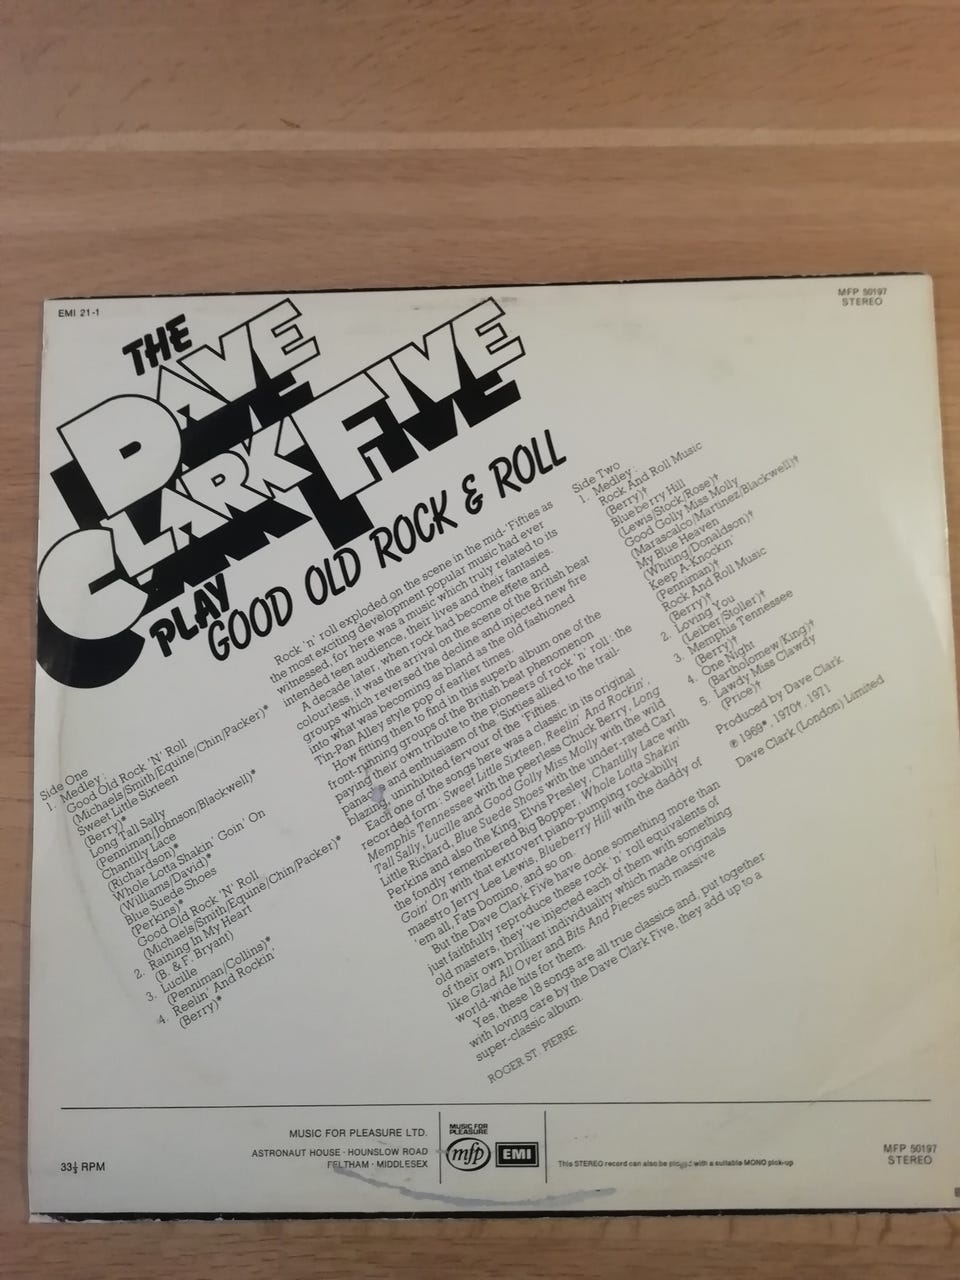 EMI 21-1
MFP 50197
STEREO
THE
DAVE
CLARK FIVE
PLAY
GOOD OLD ROCK & ROLL
Side One
1. Medley:
Good Old Rock 'N' Roll
(Michaels/Smith/Equine/Chin/Packer)*
Sweet Little Sixteen
(Berry)*
Long Tall Sally
(Penniman/Johnson/Blackwell)*
Chantilly Lace
(Richardson)*
Whole Lotta Shakin' Goin' On
(Williams/David)*
Blue Suede Shoes
(Perkins)*
Good Old Rock 'N' Roll
(Michaels/Smith/Equine/Chin/Packer)*
2. Raining In My Heart
(B. & F. Bryant)
3. Lucille
(Penniman/Collins)*
4. Reelin' And Rockin'
(Berry)*
Rock 'n' roll exploded on the scene in the mid-'Fifties as
the most exciting development popular music had ever
witnessed, for here was a music which truly related to its
intended teen audience, their lives and their fantasies.
A decade later, when rock had become effete and
colourless, it was the arrival on the scene of the British beat
groups which reversed the decline and injected new fire
into what was becoming as bland as the old fashioned
Tin-Pan Alley style pop of earlier times.
How fitting then to find in this superb album one of the
front-running groups of the British beat phenomenon
paying their own tribute to the pioneers of rock 'n' roll: the
panache and enthusiasm of the 'Sixties allied to the trail-
blazing, uninhibited fervour of the 'Fifties.
Each one of the songs here was a classic in its original
recorded form: Sweet Little Sixteen, Reelin' And Rockin',
Memphis Tennessee with the peerless Chuck Berry, Long
Tall Sally, Lucille and Good Golly Miss Molly with the wild
Little Richard, Blue Suede Shoes with the under-rated Carl
Perkins and also the King, Elvis Presley, Chantilly Lace with
the fondly remembered Big Bopper, Whole Lotta Shakin'
Goin' On with that extrovert piano-pumping rockabilly
maestro Jerry Lee Lewis, Blueberry Hill with the daddy of
'em all, Fats Domino, and so on.
But the Dave Clark Five have done something more than
just faithfully reproduce these rock 'n' roll equivalents of
old masters, they've injected each of them with something
of their own brilliant individuality which made originals
like Glad All Over and Bits And Pieces such massive
world-wide hits for them.
Yes, these 18 songs are all true classics and, put together
with loving care by the Dave Clark Five, they add up to a
super-classic album.
ROGER ST. PIERRE
Side Two
1. Medley:
Rock And Roll Music
(Berry)†
Blueberry Hill
(Lewis/Stock/Rose)†
Good Golly Miss Molly
(Marascalco/Martinez/Blackwell)†
My Blue Heaven
(Whiting/Donaldson)†
Keep A-Knockin'
(Penniman)†
Rock And Roll Music
(Berry)†
2. Loving You
(Leiber/Stoller)†
3. Memphis Tennessee
(Berry)†
4. One Night
(Bartholomew/King)†
5. Lawdy Miss Clawdy
(Price)†
Produced by Dave Clark
℗ 1969*, 1970†, 1971
Dave Clark (London) Limited
33⅓ RPM
MUSIC FOR PLEASURE LTD.
ASTRONAUT HOUSE · HOUNSLOW ROAD
FELTHAM · MIDDLESEX
MUSIC FOR
PLEASURE
mfp
EMI
This STEREO record can also be played with a suitable MONO pick-up
MFP 50197
STEREO